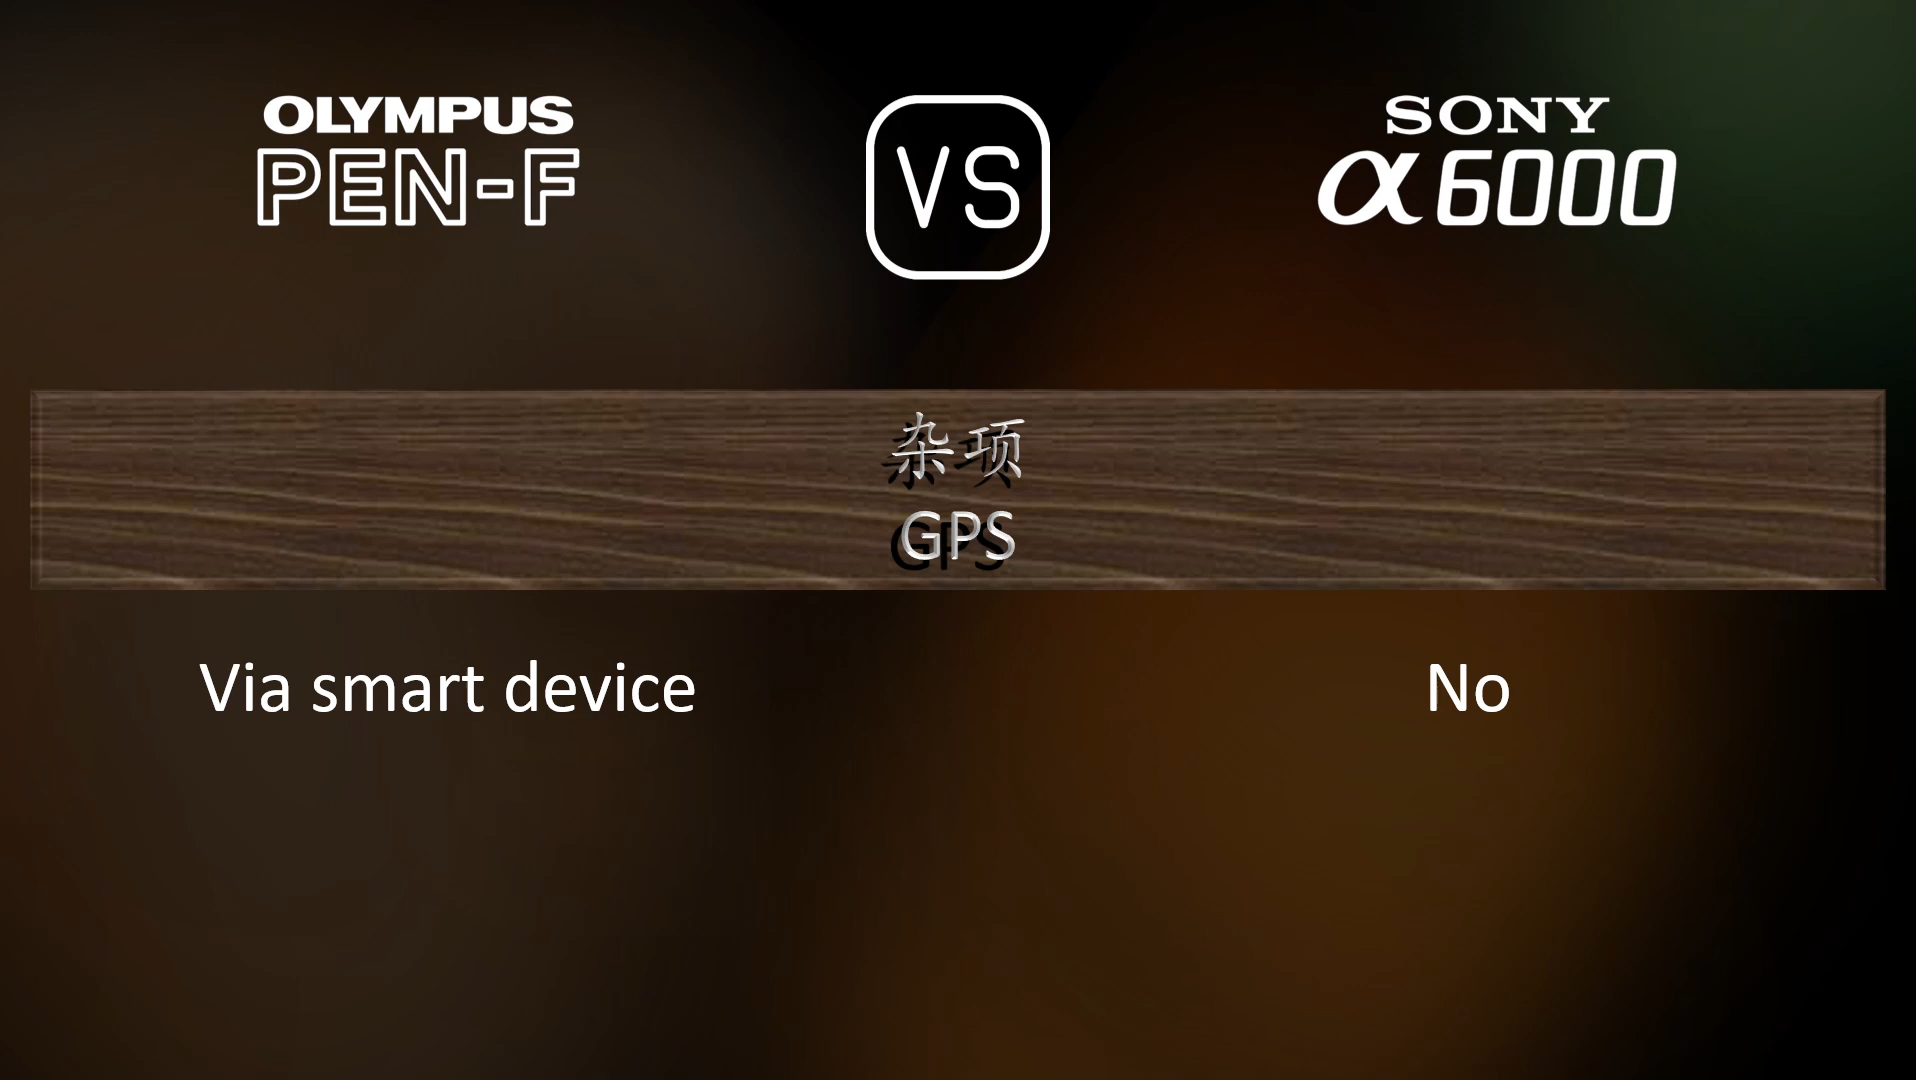 OLYMPUS
PEN-F
VS
SONY
α6000
杂项
GPS
Via smart device
No